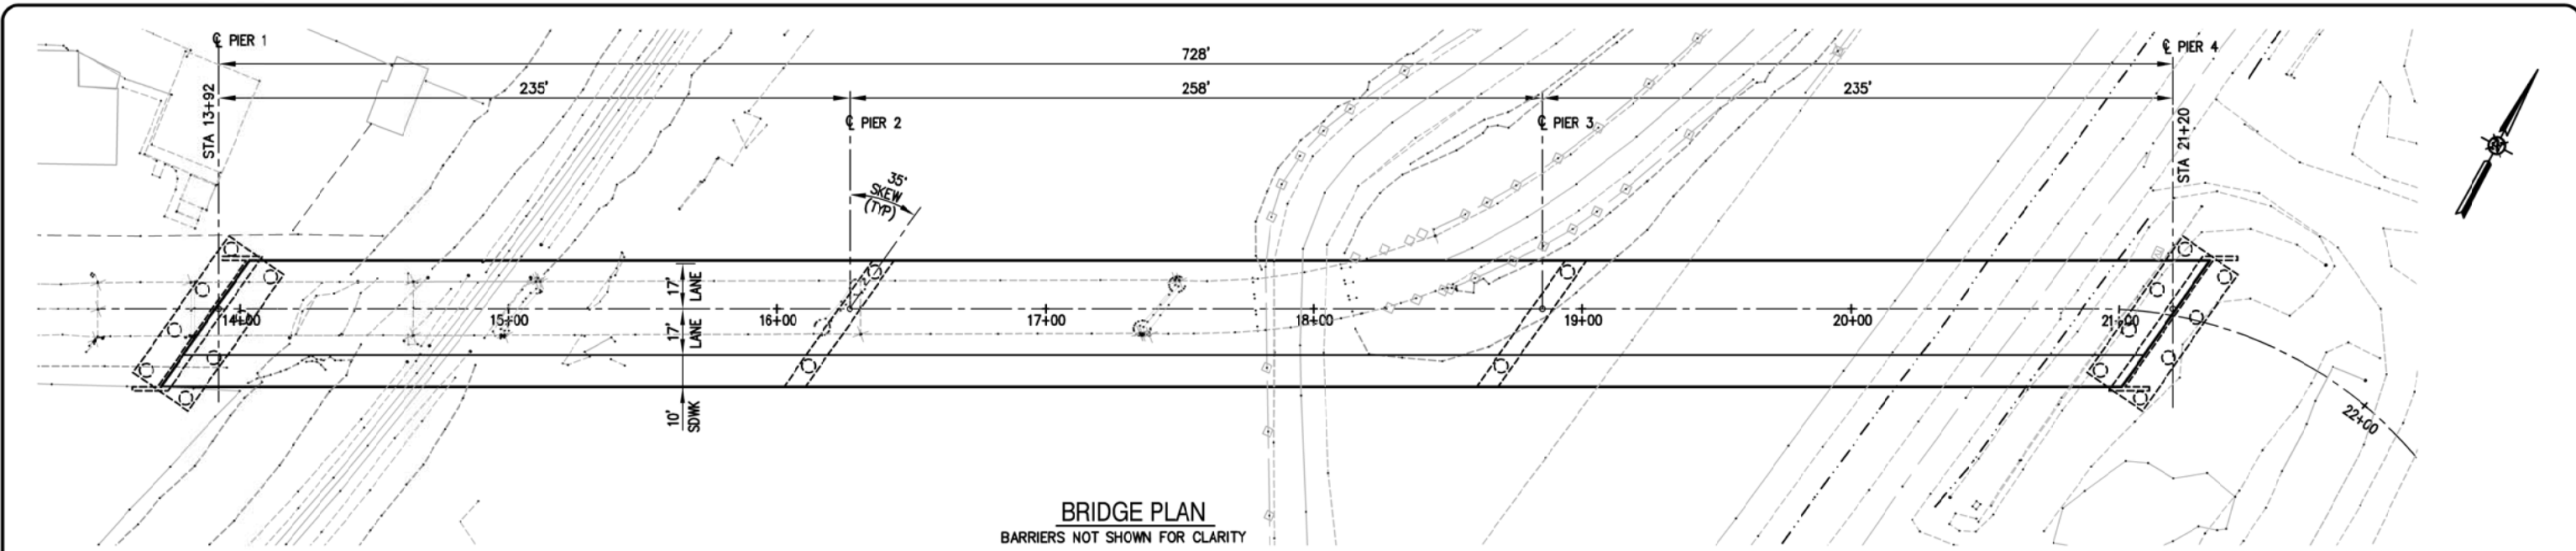 ℄ PIER 1
℄ PIER 4
728'
235'
258'
235'
STA 13+92
STA 21+20
℄ PIER 2
℄ PIER 3
35°
SKEW
(TYP)
17'
LANE
17'
LANE
10'
SDWK
14+00
15+00
16+00
17+00
18+00
19+00
20+00
21+00
22+00
BRIDGE PLAN
BARRIERS NOT SHOWN FOR CLARITY